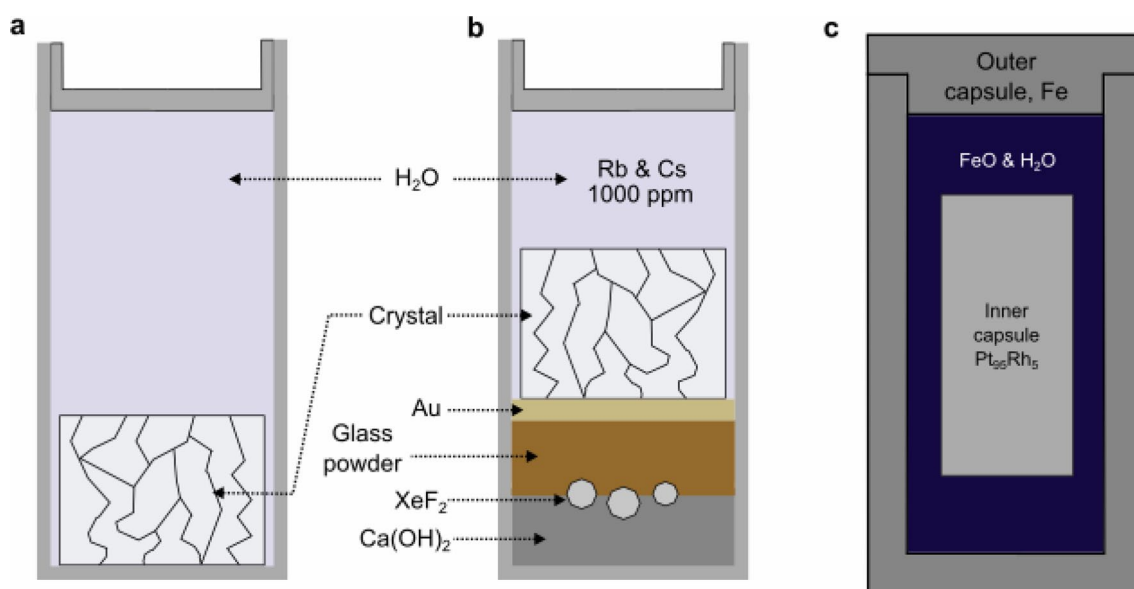 a
b
c
H₂O
Rb & Cs
1000 ppm
Crystal
Au
Glass
powder
XeF₂
Ca(OH)₂
Outer
capsule, Fe
FeO & H₂O
Inner
capsule
Pt₉₅Rh₅